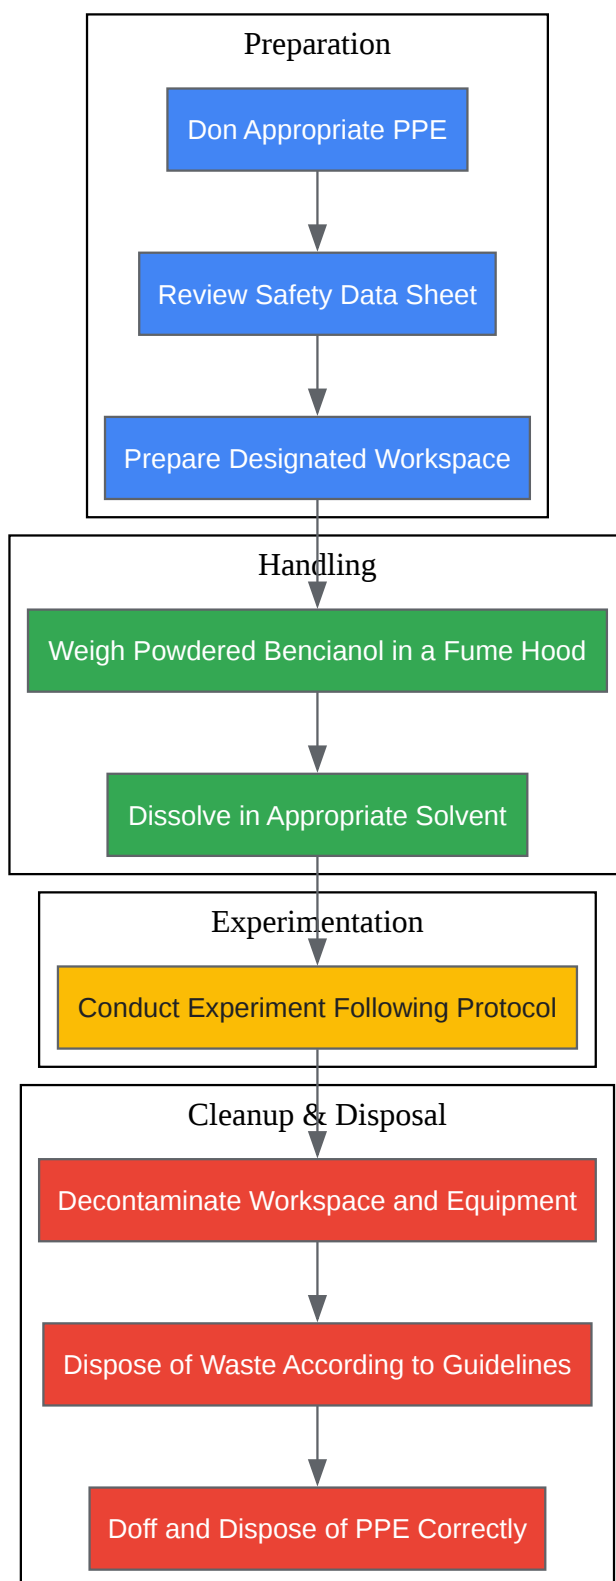 Preparation
Don Appropriate PPE
Review Safety Data Sheet
Prepare Designated Workspace
Handling
Weigh Powdered Bencianol in a Fume Hood
Dissolve in Appropriate Solvent
Experimentation
Conduct Experiment Following Protocol
Cleanup & Disposal
Decontaminate Workspace and Equipment
Dispose of Waste According to Guidelines
Doff and Dispose of PPE Correctly